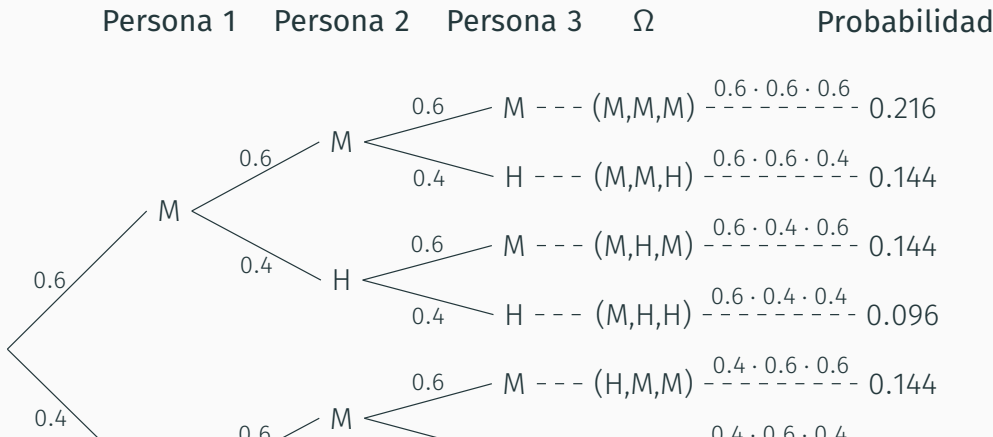 Persona 1 Persona 2 Persona 3 Ω Probabilidad
0.6 · 0.6 · 0.6
0.6 M (M,M,M) 0.216
M
0.6 0.6 · 0.6 · 0.4
0.4 H (M,M,H) 0.144
M
0.6 · 0.4 · 0.6
0.6 M (M,H,M) 0.144
0.4
0.6 H
0.6 · 0.4 · 0.4
0.4 H (M,H,H) 0.096
0.4 · 0.6 · 0.6
0.6 M (H,M,M) 0.144
0.4 M
0.6 0.4 · 0.6 · 0.4